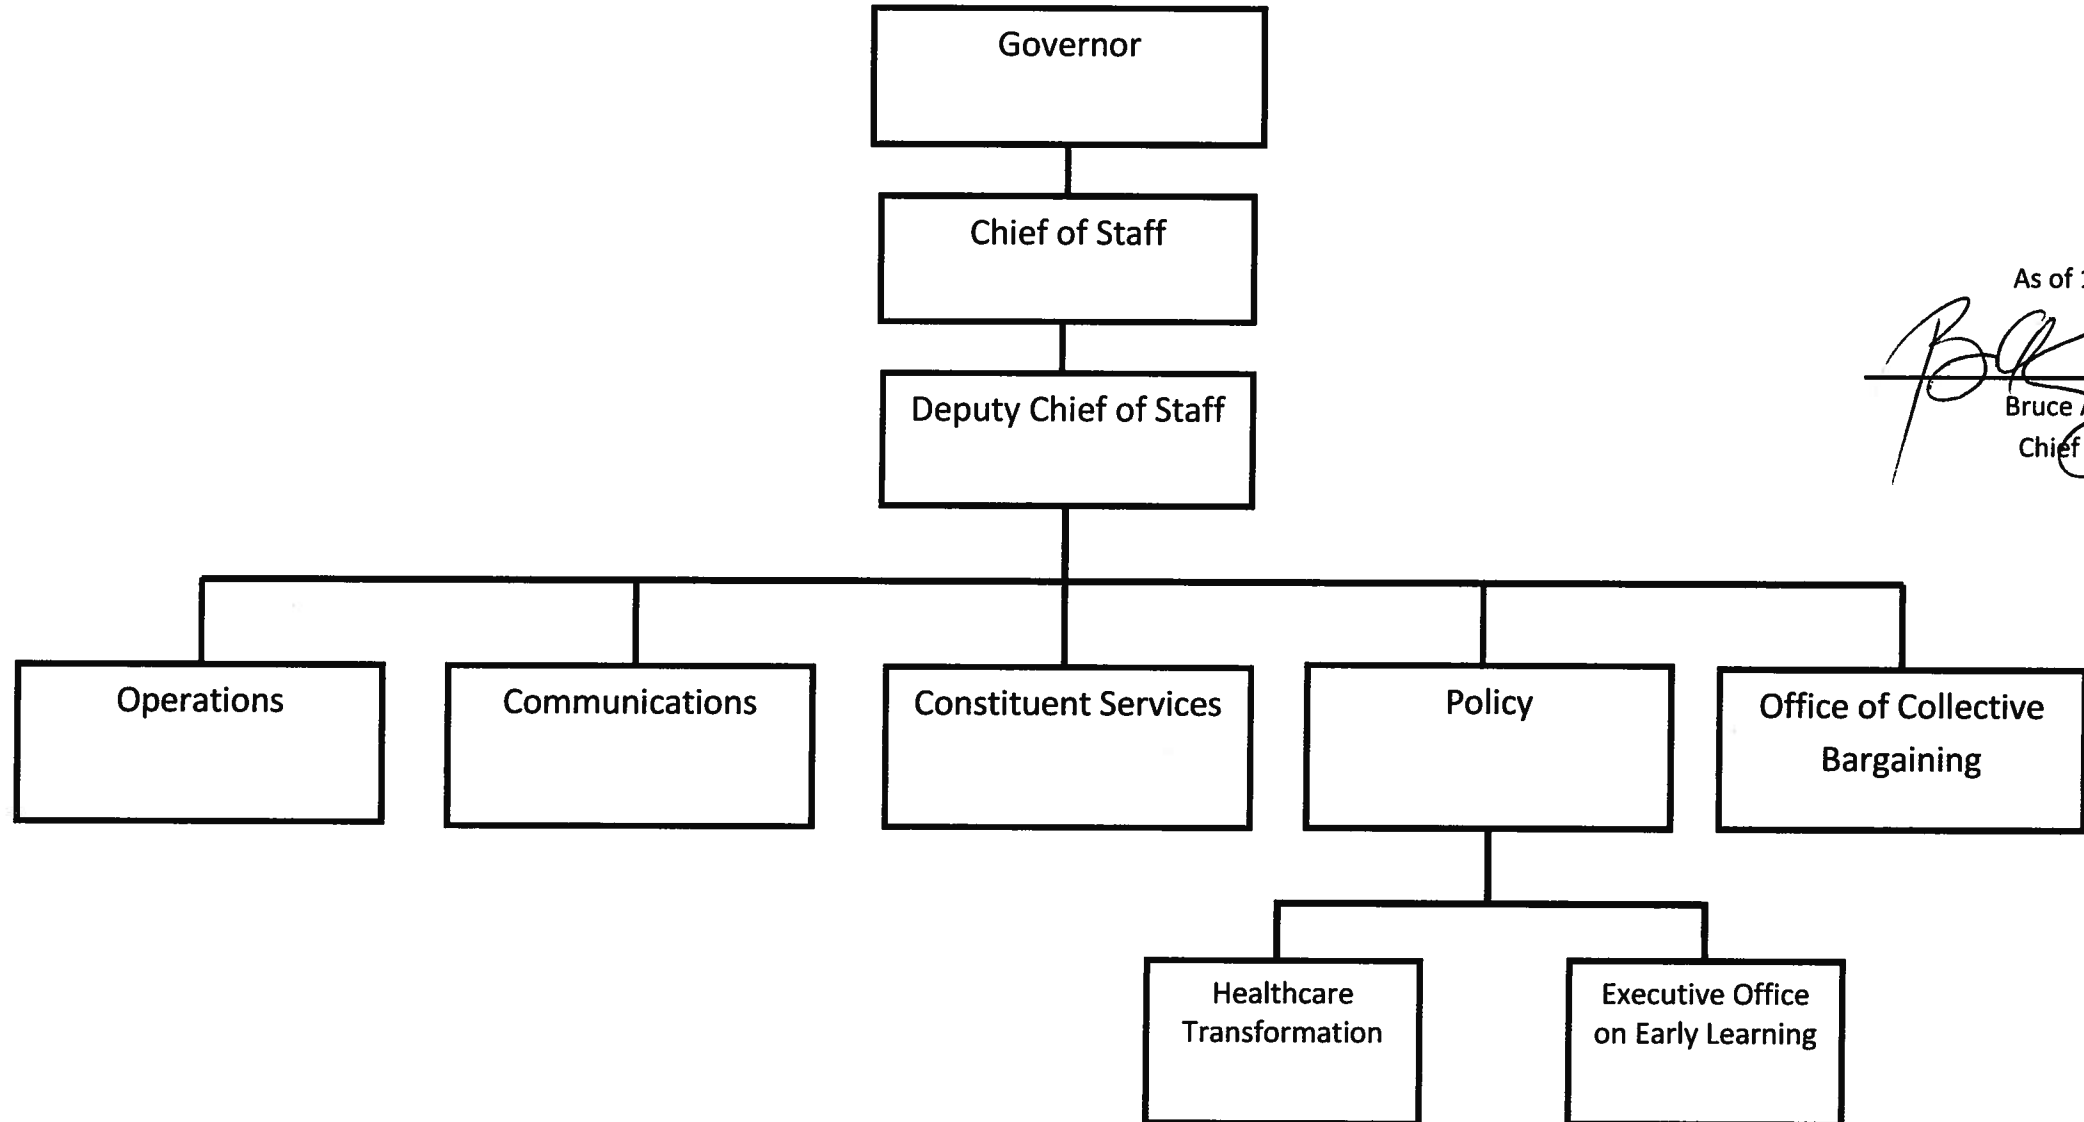 Governor
Chief of Staff
As of
Deputy Chief of Staff
Bruce
Chief
Operations
Communications
Constituent Services
Policy
Office of Collective
Bargaining
Healthcare
Transformation
Executive Office
on Early Learning